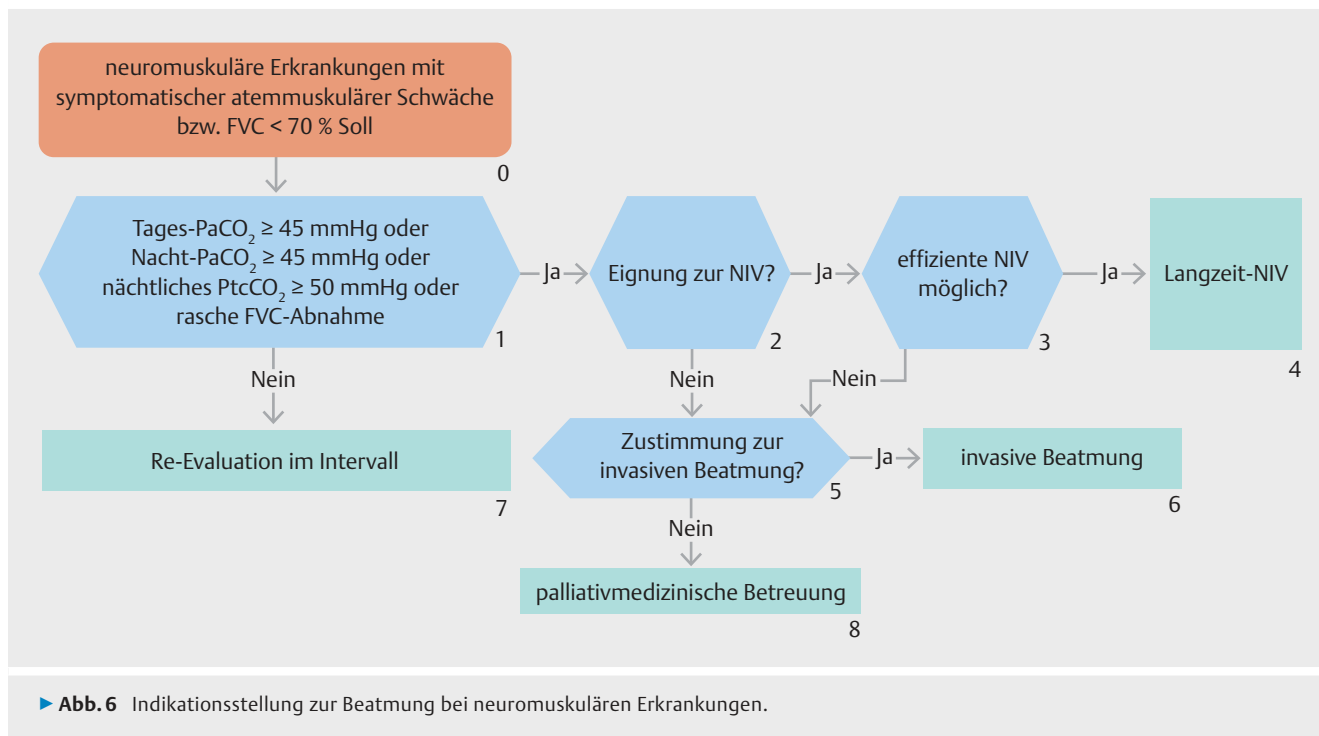 neuromuskuläre Erkrankungen mit
symptomatischer atemmuskulärer Schwäche
bzw. FVC < 70 % Soll
0
Tages-PaCO₂ ≥ 45 mmHg oder
Nacht-PaCO₂ ≥ 45 mmHg oder
nächtliches PtcCO₂ ≥ 50 mmHg oder
rasche FVC-Abnahme
1
Ja
Eignung zur NIV?
2
Ja
effiziente NIV
möglich?
3
Ja
Langzeit-NIV
4
Nein
Nein
Nein
Re-Evaluation im Intervall
7
Zustimmung zur
invasiven Beatmung?
5
Ja
invasive Beatmung
6
Nein
palliativmedizinische Betreuung
8
▶ Abb. 6 Indikationsstellung zur Beatmung bei neuromuskulären Erkrankungen.